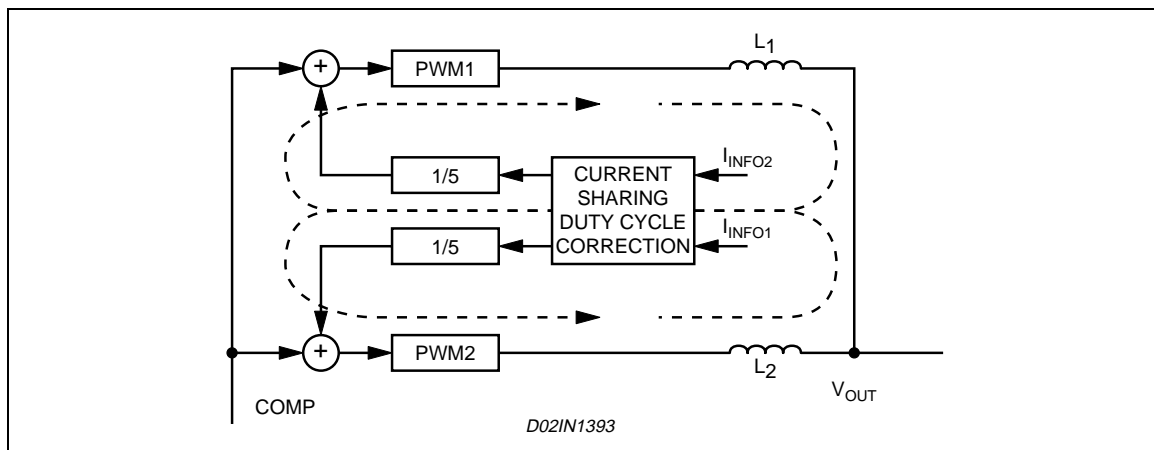 L1
+
PWM1
IINFO2
1/5
CURRENT
SHARING
DUTY CYCLE
CORRECTION
IINFO1
1/5
+
PWM2
L2
VOUT
COMP
D02IN1393